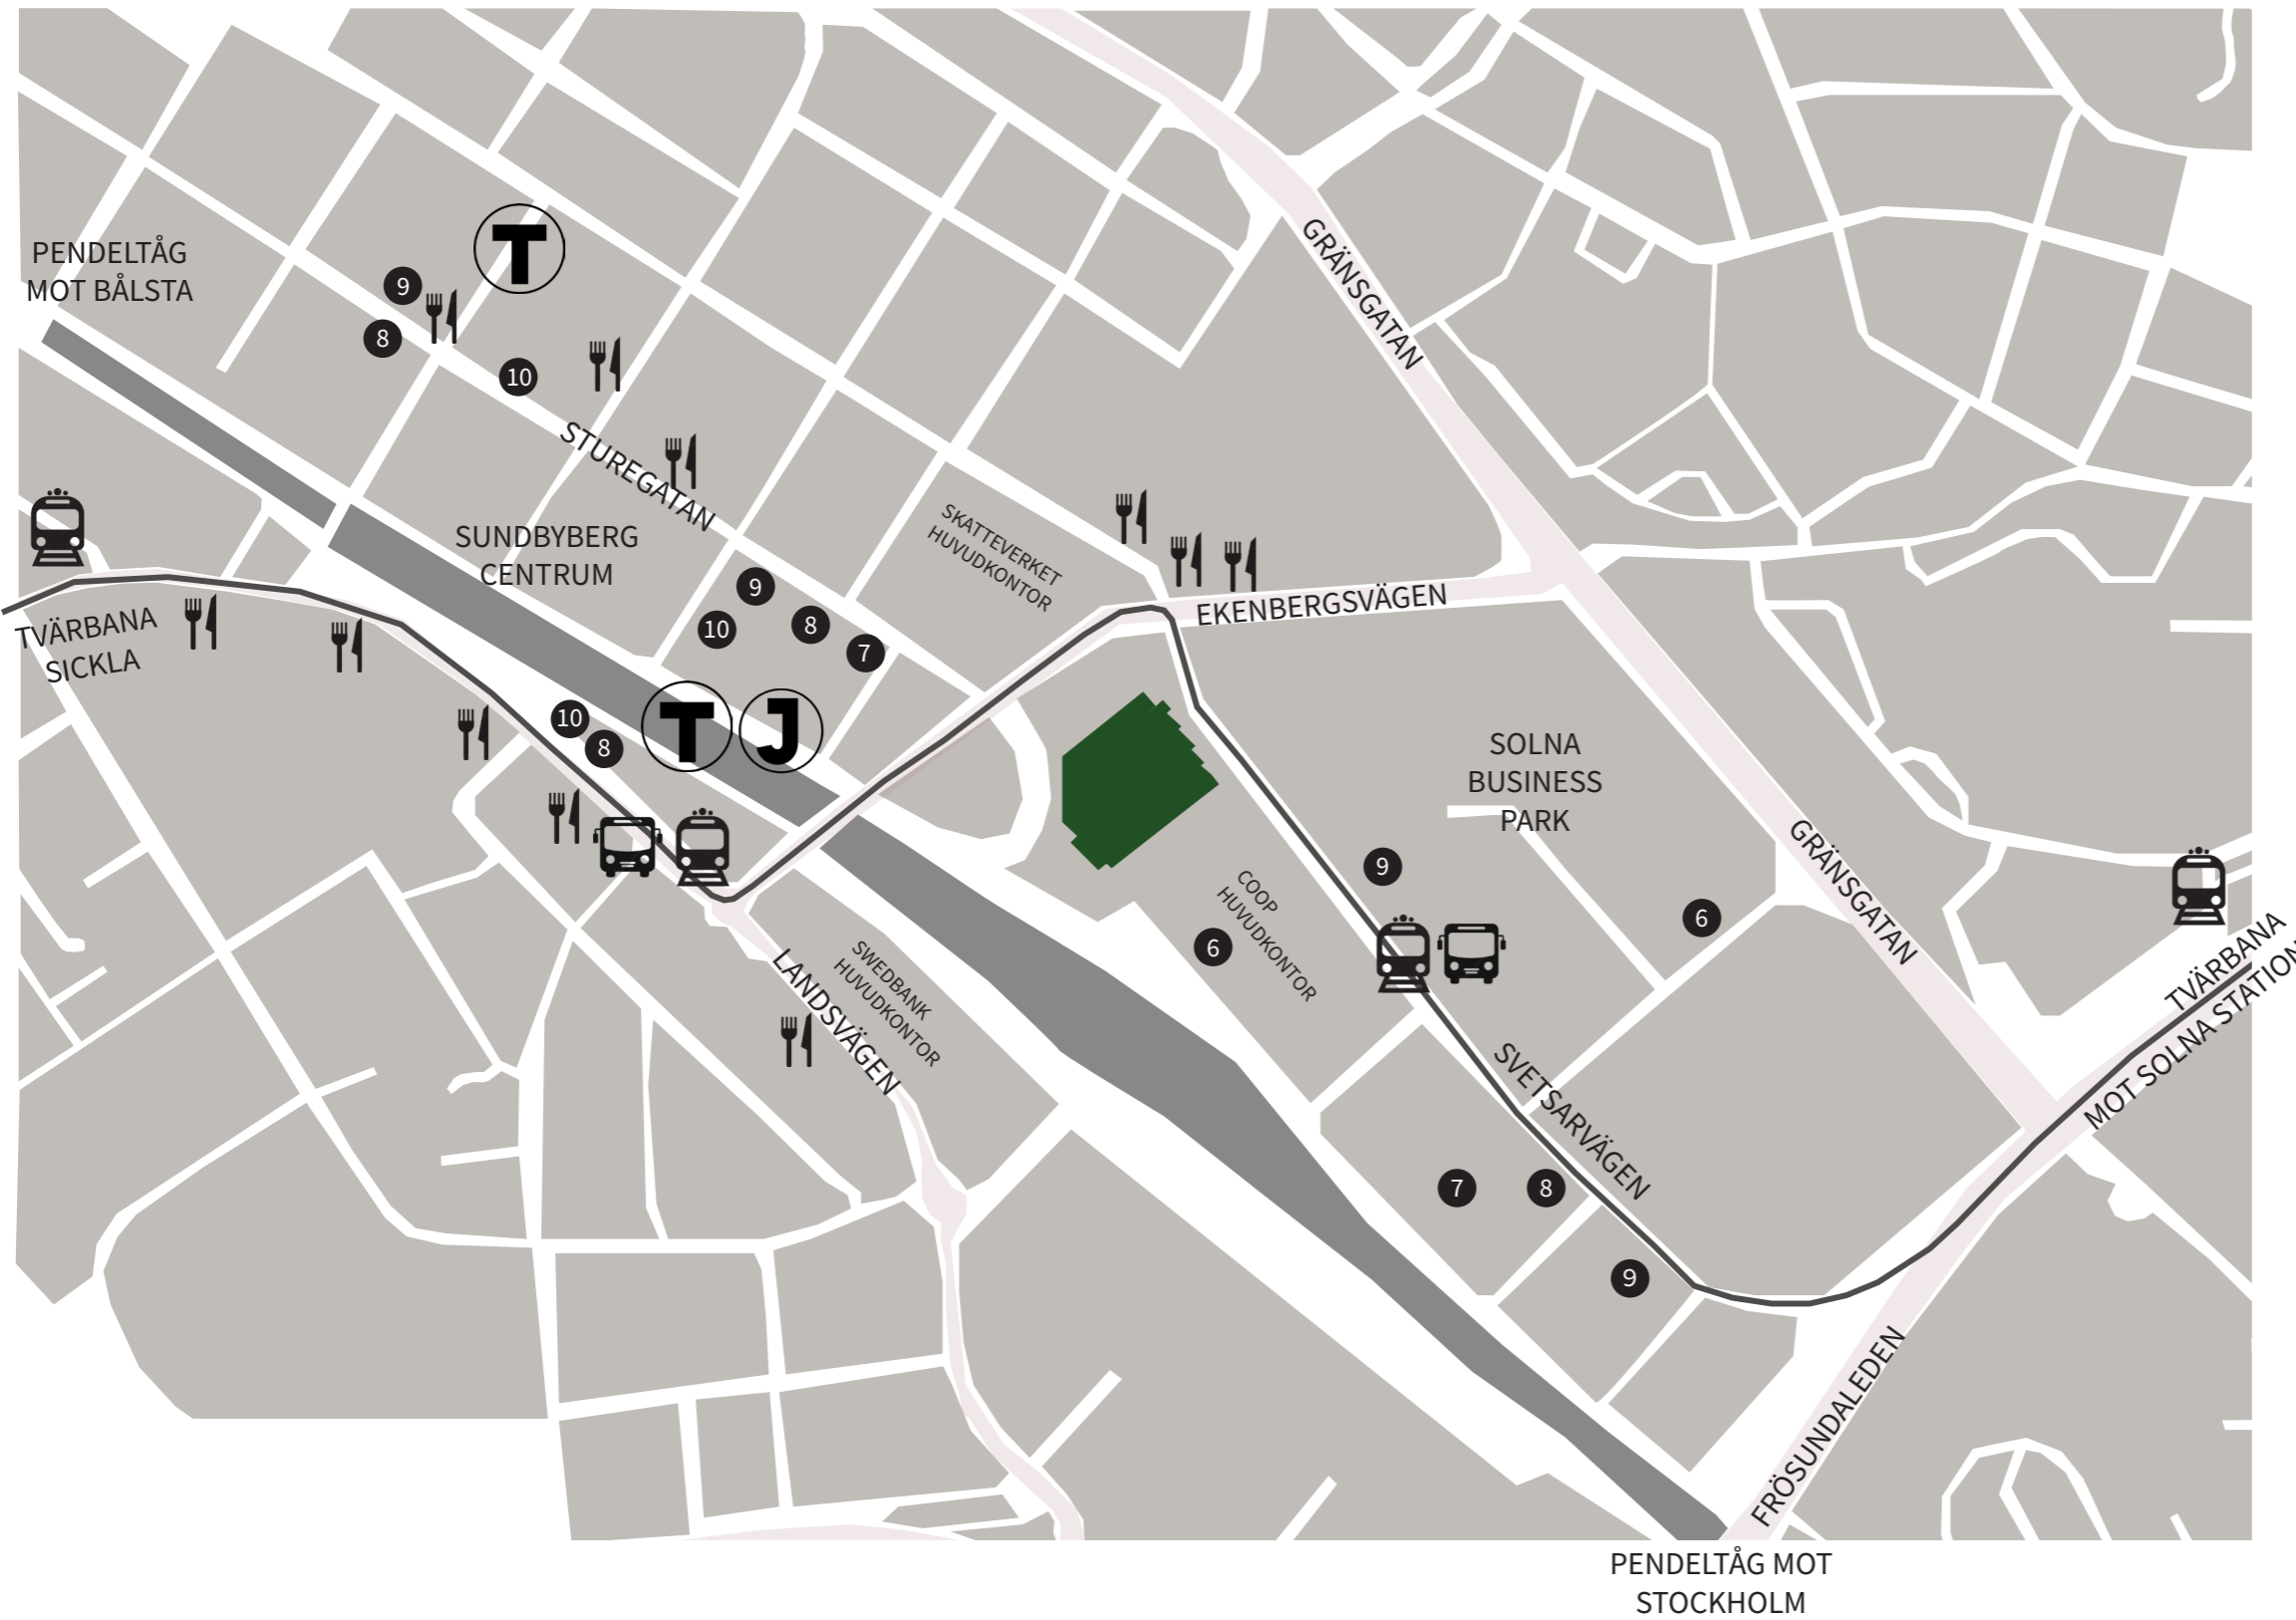 T
PENDELTÅG
MOT BÅLSTA
9
8
10
GRÄNSGATAN
STUREGATAN
SUNDBYBERG
CENTRUM
SKATTEVERKET
HUVUDKONTOR
9
10
8
7
EKENBERGSVÄGEN
TVÄRBANA
SICKLA
10
8
T
J
SOLNA
BUSINESS
PARK
GRÄNSGATAN
9
6
COOP
HUVUDKONTOR
6
SWEDBANK
HUVUDKONTOR
LANDSVÄGEN
TVÄRBANA
MOT SOLNA STATION
SVETSARVÄGEN
7
8
9
FRÖSUNDALEDEN
PENDELTÅG MOT
STOCKHOLM